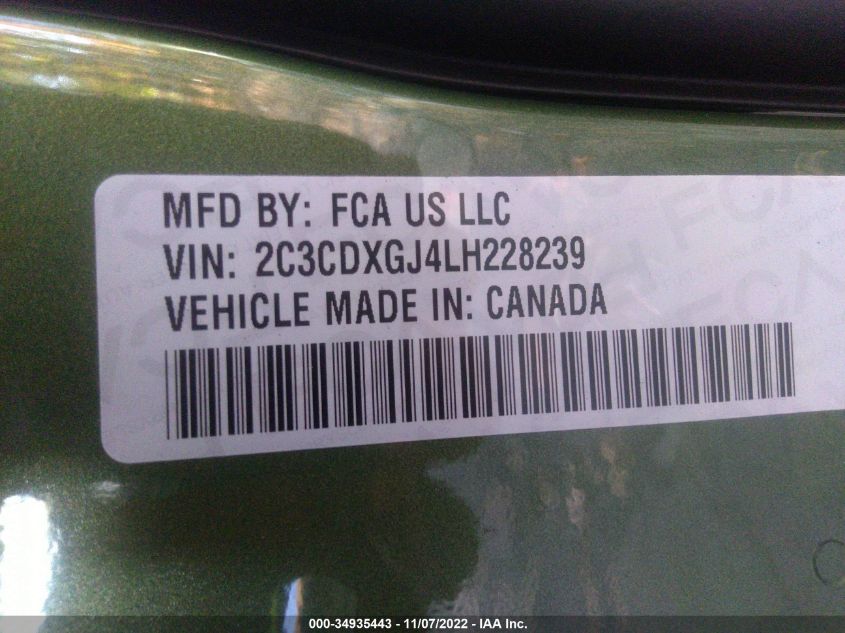 MFD BY: FCA US LLC
VIN: 2C3CDXGJ4LH228239
VEHICLE MADE IN: CANADA
000-34935443 - 11/07/2022 - IAA Inc.